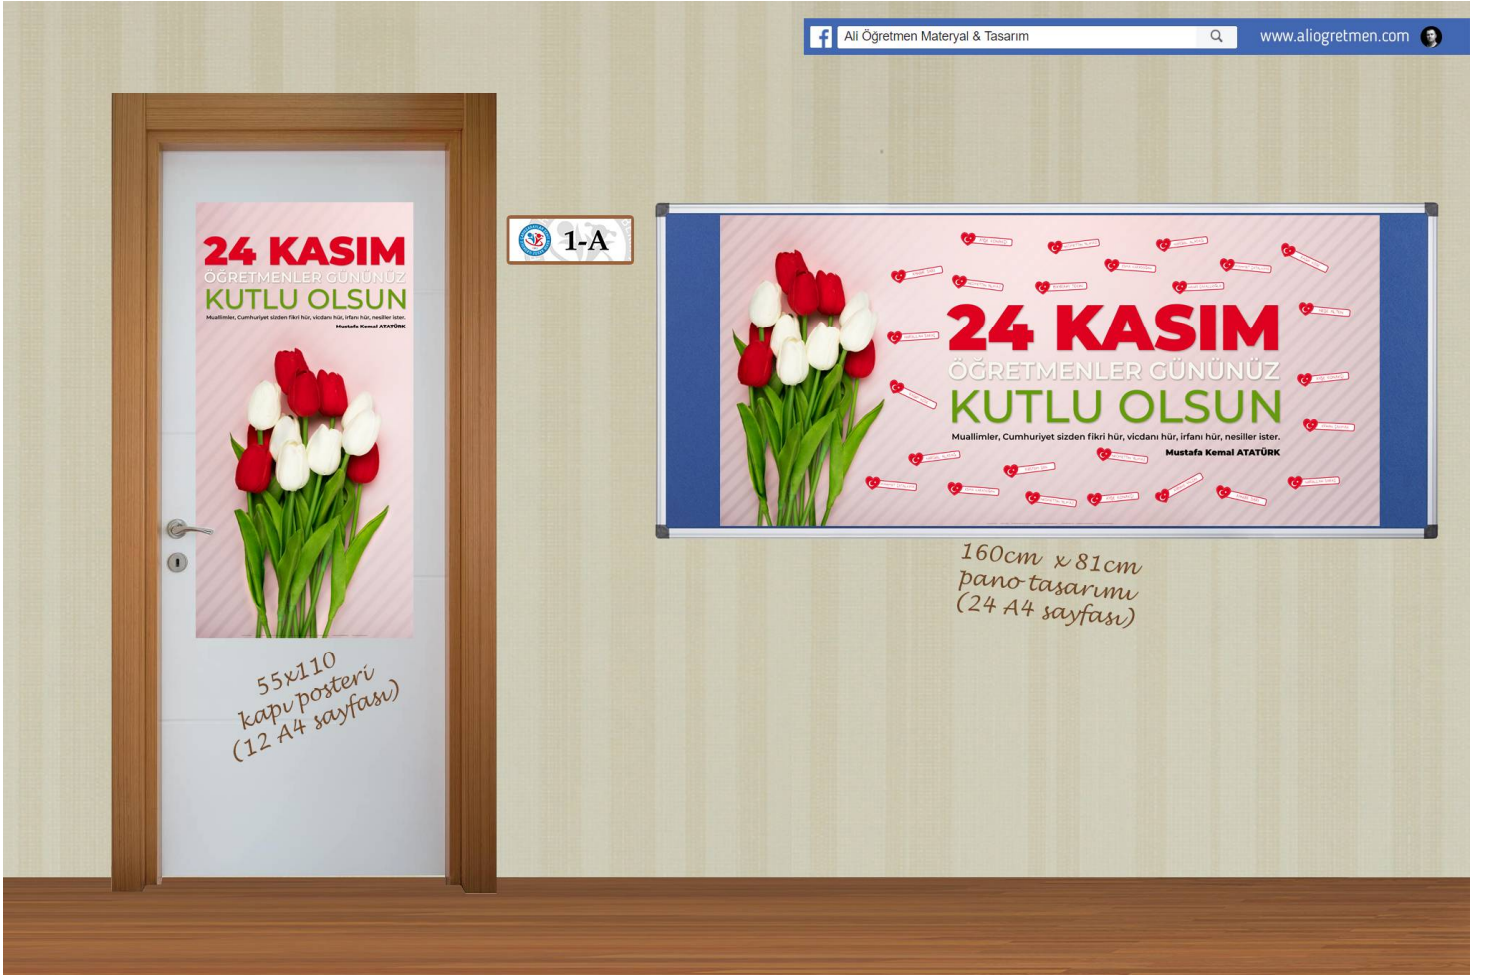 Ali Öğretmen Materyal & Tasarım
www.aliogretmen.com
24 KASIM
ÖĞRETMENLER GÜNÜNÜZ
KUTLU OLSUN
Muallimler, Cumhuriyet sizden fikri hür, vicdanı hür, irfanı hür, nesiller ister.
Mustafa Kemal ATATÜRK
55x110
kapı posteri
(12 A4 sayfası)
1-A
24 KASIM
ÖĞRETMENLER GÜNÜNÜZ
KUTLU OLSUN
Muallimler, Cumhuriyet sizden fikri hür, vicdanı hür, irfanı hür, nesiller ister.
Mustafa Kemal ATATÜRK
160cm x 81cm
pano tasarımı
(24 A4 sayfası)